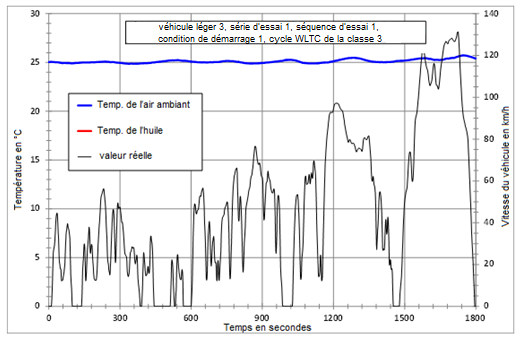 véhicule léger 3, série d'essai 1, séquence d'essai 1,
condition de démarrage 1, cycle WLTC de la classe 3
Température en °C
30
25
20
15
10
5
0
Temp. de l'air ambiant
Temp. de l'huile
valeur réelle
140
120
100
80
60
40
20
0
Vitesse du véhicule en km/h
0
300
600
900
1200
1500
1800
Temps en secondes